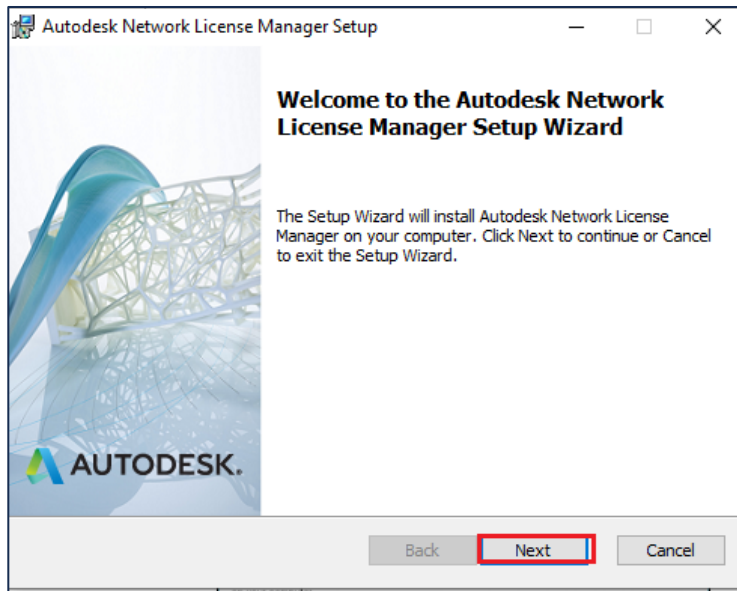 Autodesk Network License Manager Setup
Welcome to the Autodesk Network
License Manager Setup Wizard
The Setup Wizard will install Autodesk Network License
Manager on your computer. Click Next to continue or Cancel
to exit the Setup Wizard.
AUTODESK.
Back Next Cancel